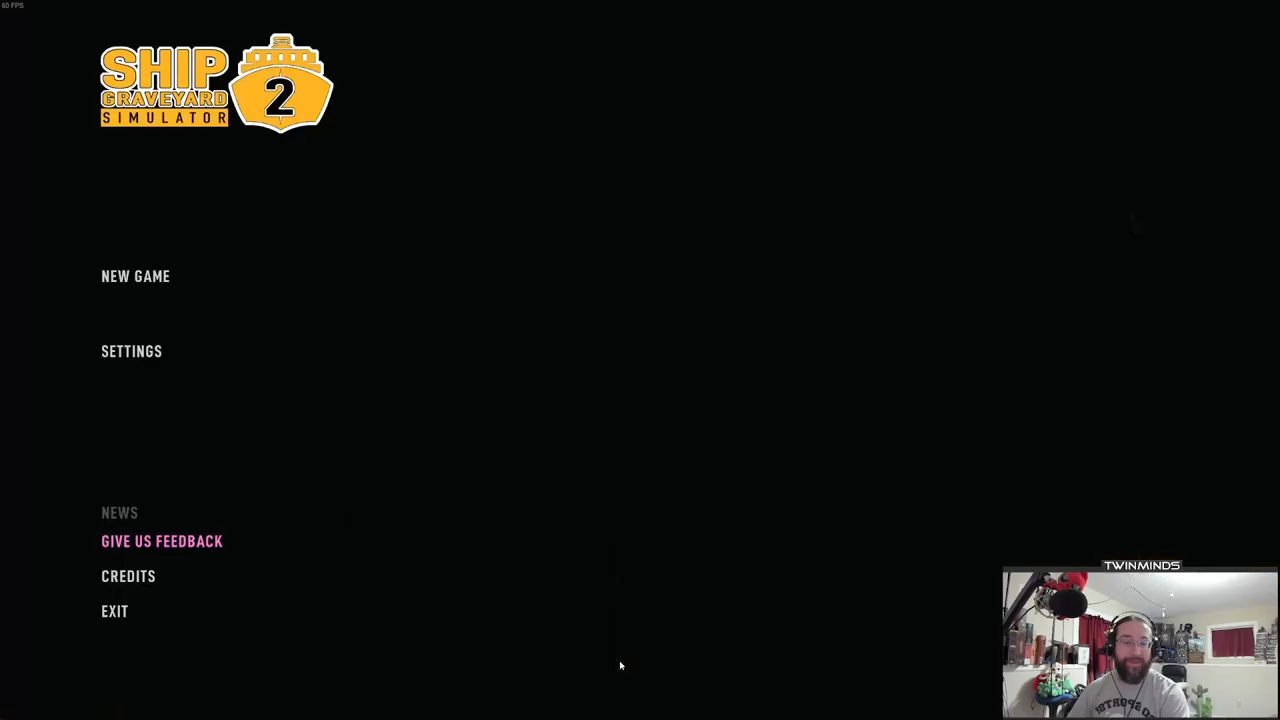 60 FPS
SHIP
GRAVEYARD
SIMULATOR
2
NEW GAME
SETTINGS
NEWS
GIVE US FEEDBACK
CREDITS
EXIT
TWINMINDS